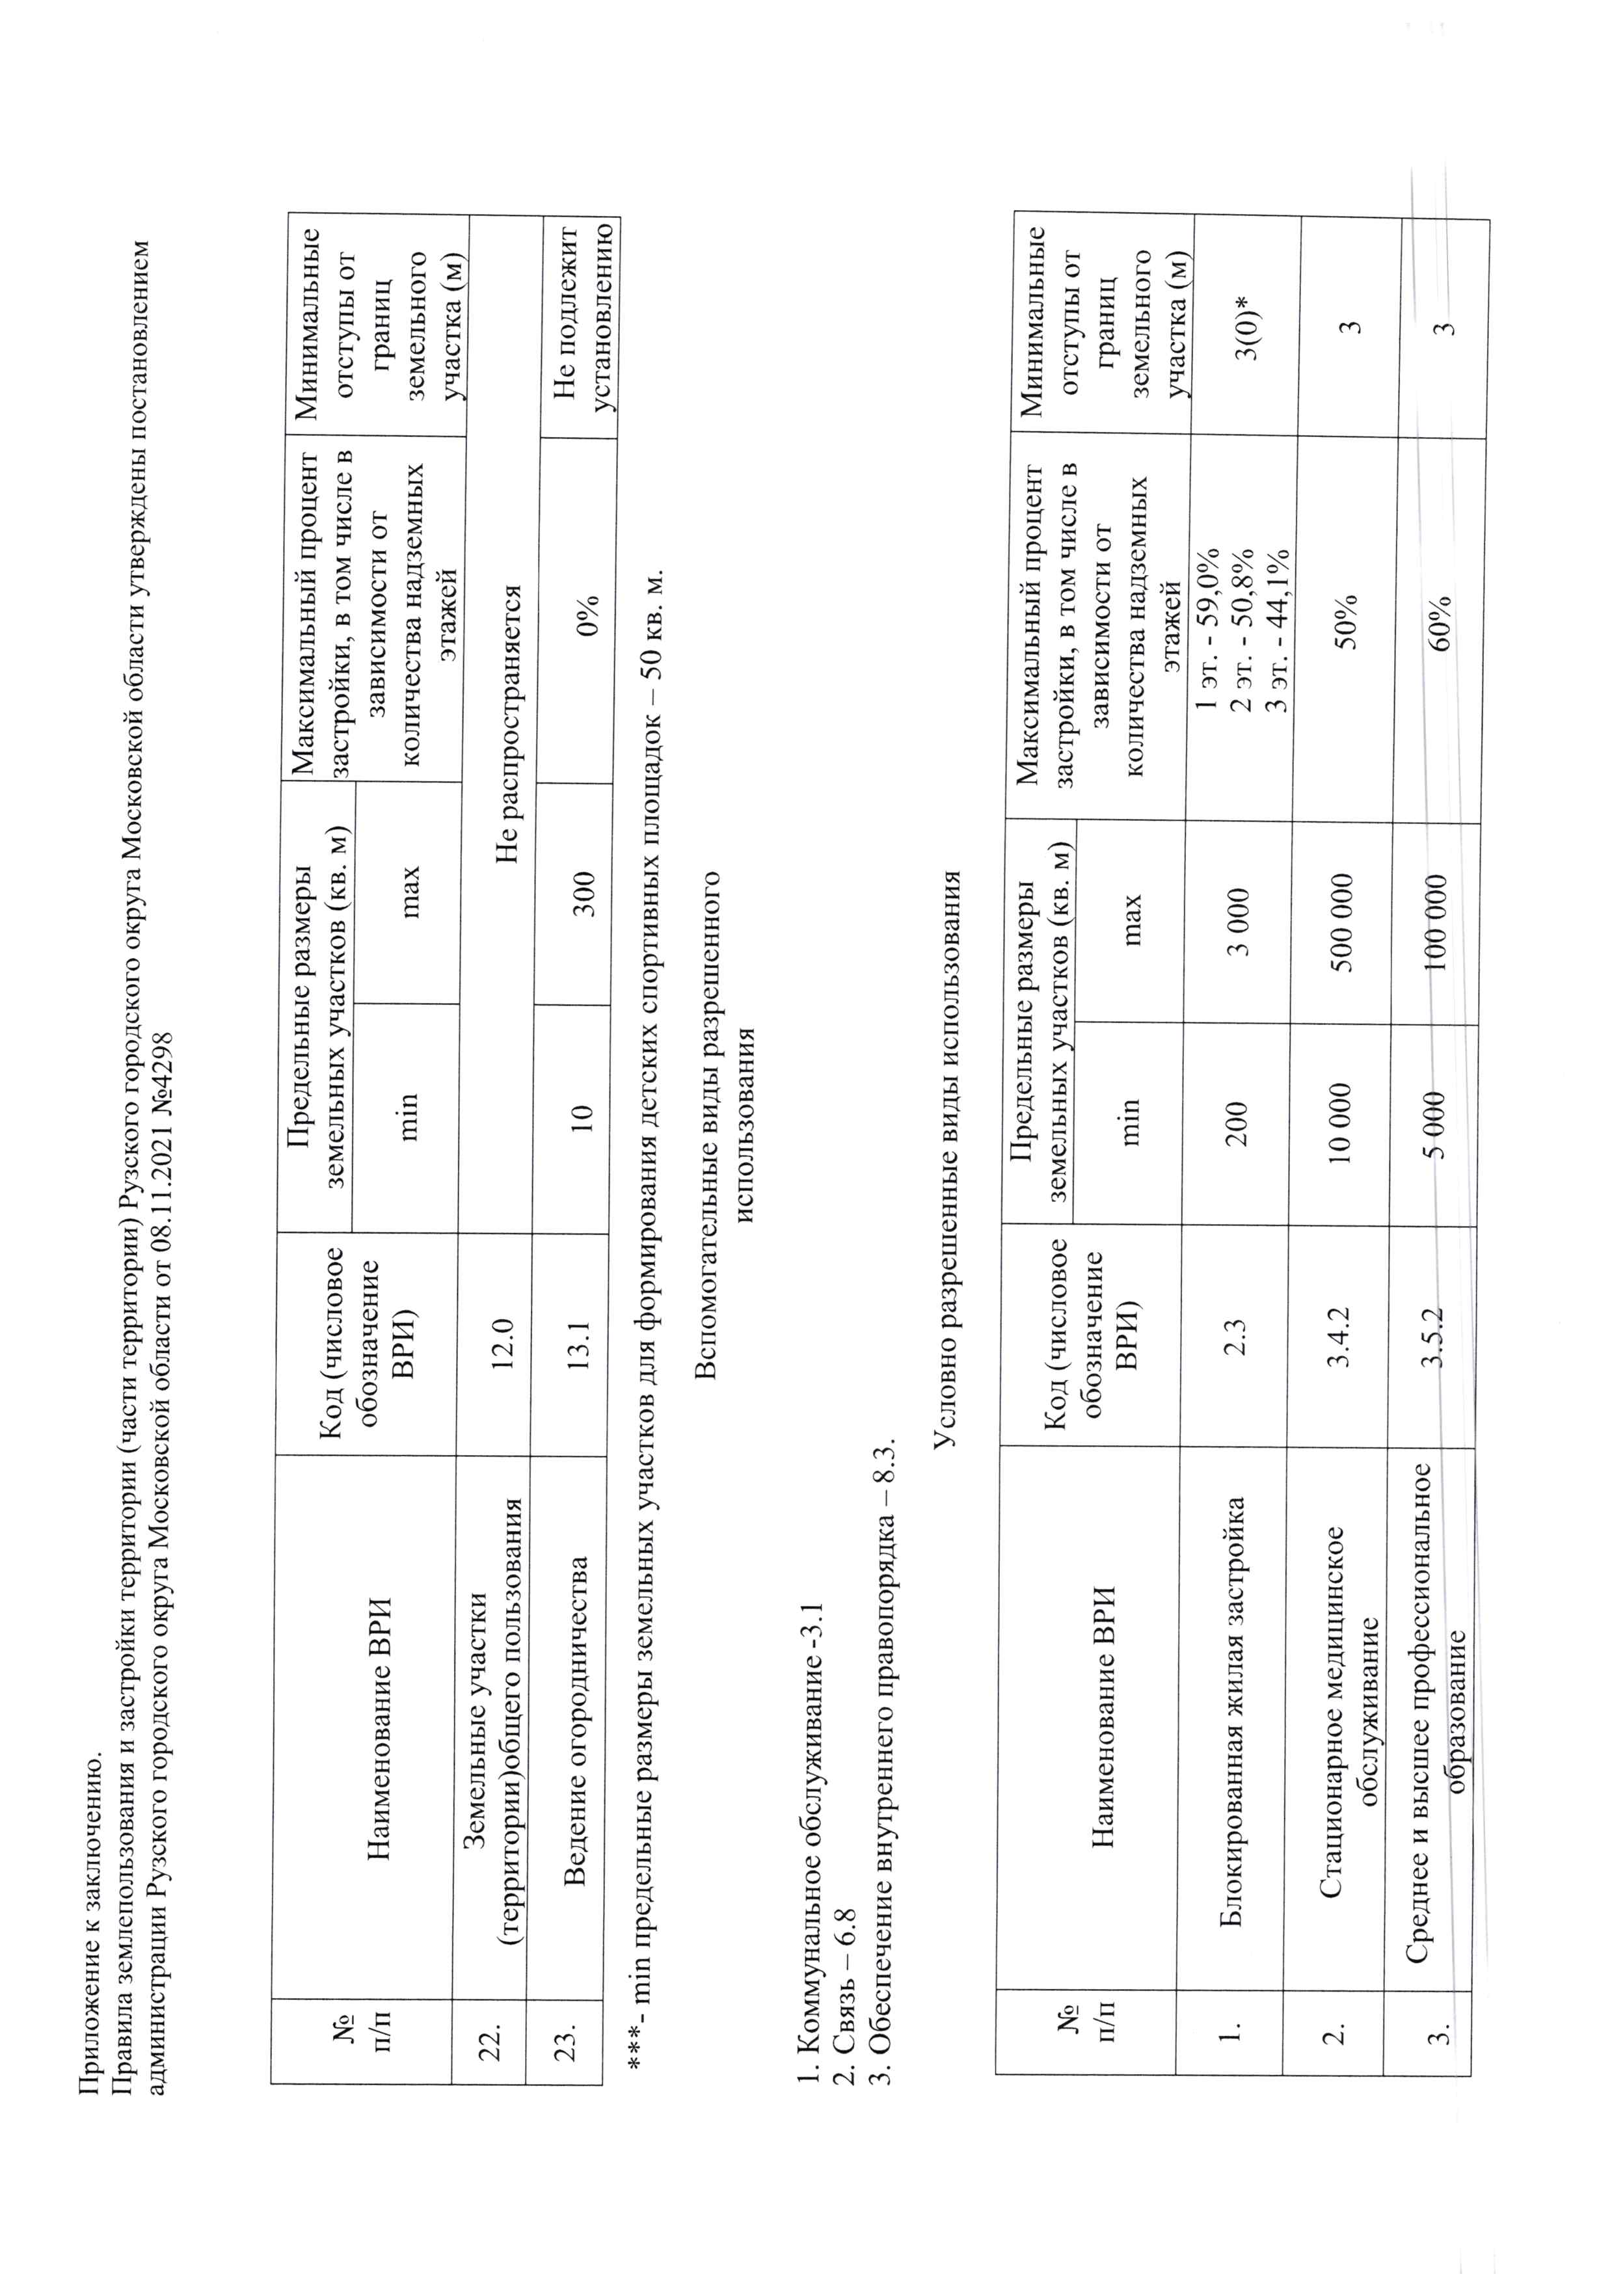 Приложение к заключению.
Правила землепользования и застройки территории (части территории) Рузского городского округа Московской области утверждены постановлением
администрации Рузского городского округа Московской области от 08.11.2021 №4298
№
п/п
Наименование ВРИ
Код (числовое
обозначение
ВРИ)
Предельные размеры
земельных участков (кв. м)
min
max
Максимальный процент
застройки, в том числе в
зависимости от
количества надземных
этажей
Минимальные
отступы от
границ
земельного
участка (м)
22.
Земельные участки
(территории)общего пользования
12.0
Не распространяется
23.
Ведение огородничества
13.1
10
300
0%
Не подлежит
установлению
***- min предельные размеры земельных участков для формирования детских спортивных площадок – 50 кв. м.
Вспомогательные виды разрешенного
использования
1. Коммунальное обслуживание -3.1
2. Связь – 6.8
3. Обеспечение внутреннего правопорядка – 8.3.
Условно разрешенные виды использования
№
п/п
Наименование ВРИ
Код (числовое
обозначение
ВРИ)
Предельные размеры
земельных участков (кв. м)
min
max
Максимальный процент
застройки, в том числе в
зависимости от
количества надземных
этажей
Минимальные
отступы от
границ
земельного
участка (м)
1.
Блокированная жилая застройка
2.3
200
3 000
1 эт. - 59,0%
2 эт. - 50,8%
3 эт. - 44,1%
3(0)*
2.
Стационарное медицинское
обслуживание
3.4.2
10 000
500 000
50%
3
3.
Среднее и высшее профессиональное
образование
3.5.2
5 000
100 000
60%
3